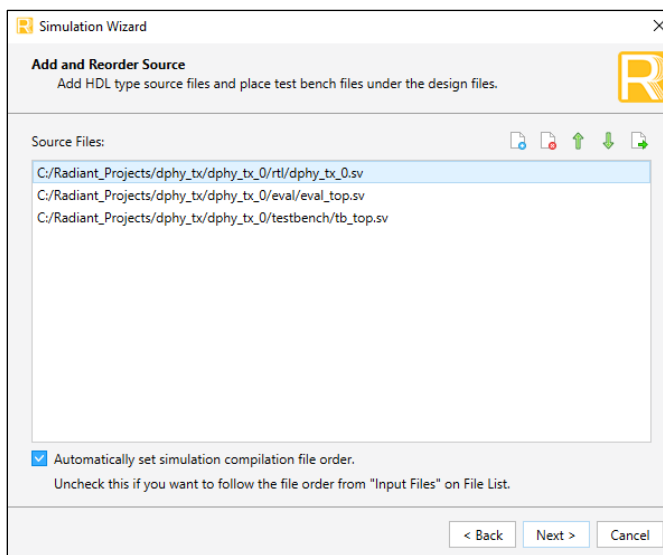 Simulation Wizard
Add and Reorder Source
Add HDL type source files and place test bench files under the design files.
Source Files:
C:/Radiant_Projects/dphy_tx/dphy_tx_0/rtl/dphy_tx_0.sv
C:/Radiant_Projects/dphy_tx/dphy_tx_0/eval/eval_top.sv
C:/Radiant_Projects/dphy_tx/dphy_tx_0/testbench/tb_top.sv
Automatically set simulation compilation file order.
Uncheck this if you want to follow the file order from "Input Files" on File List.
< Back Next > Cancel